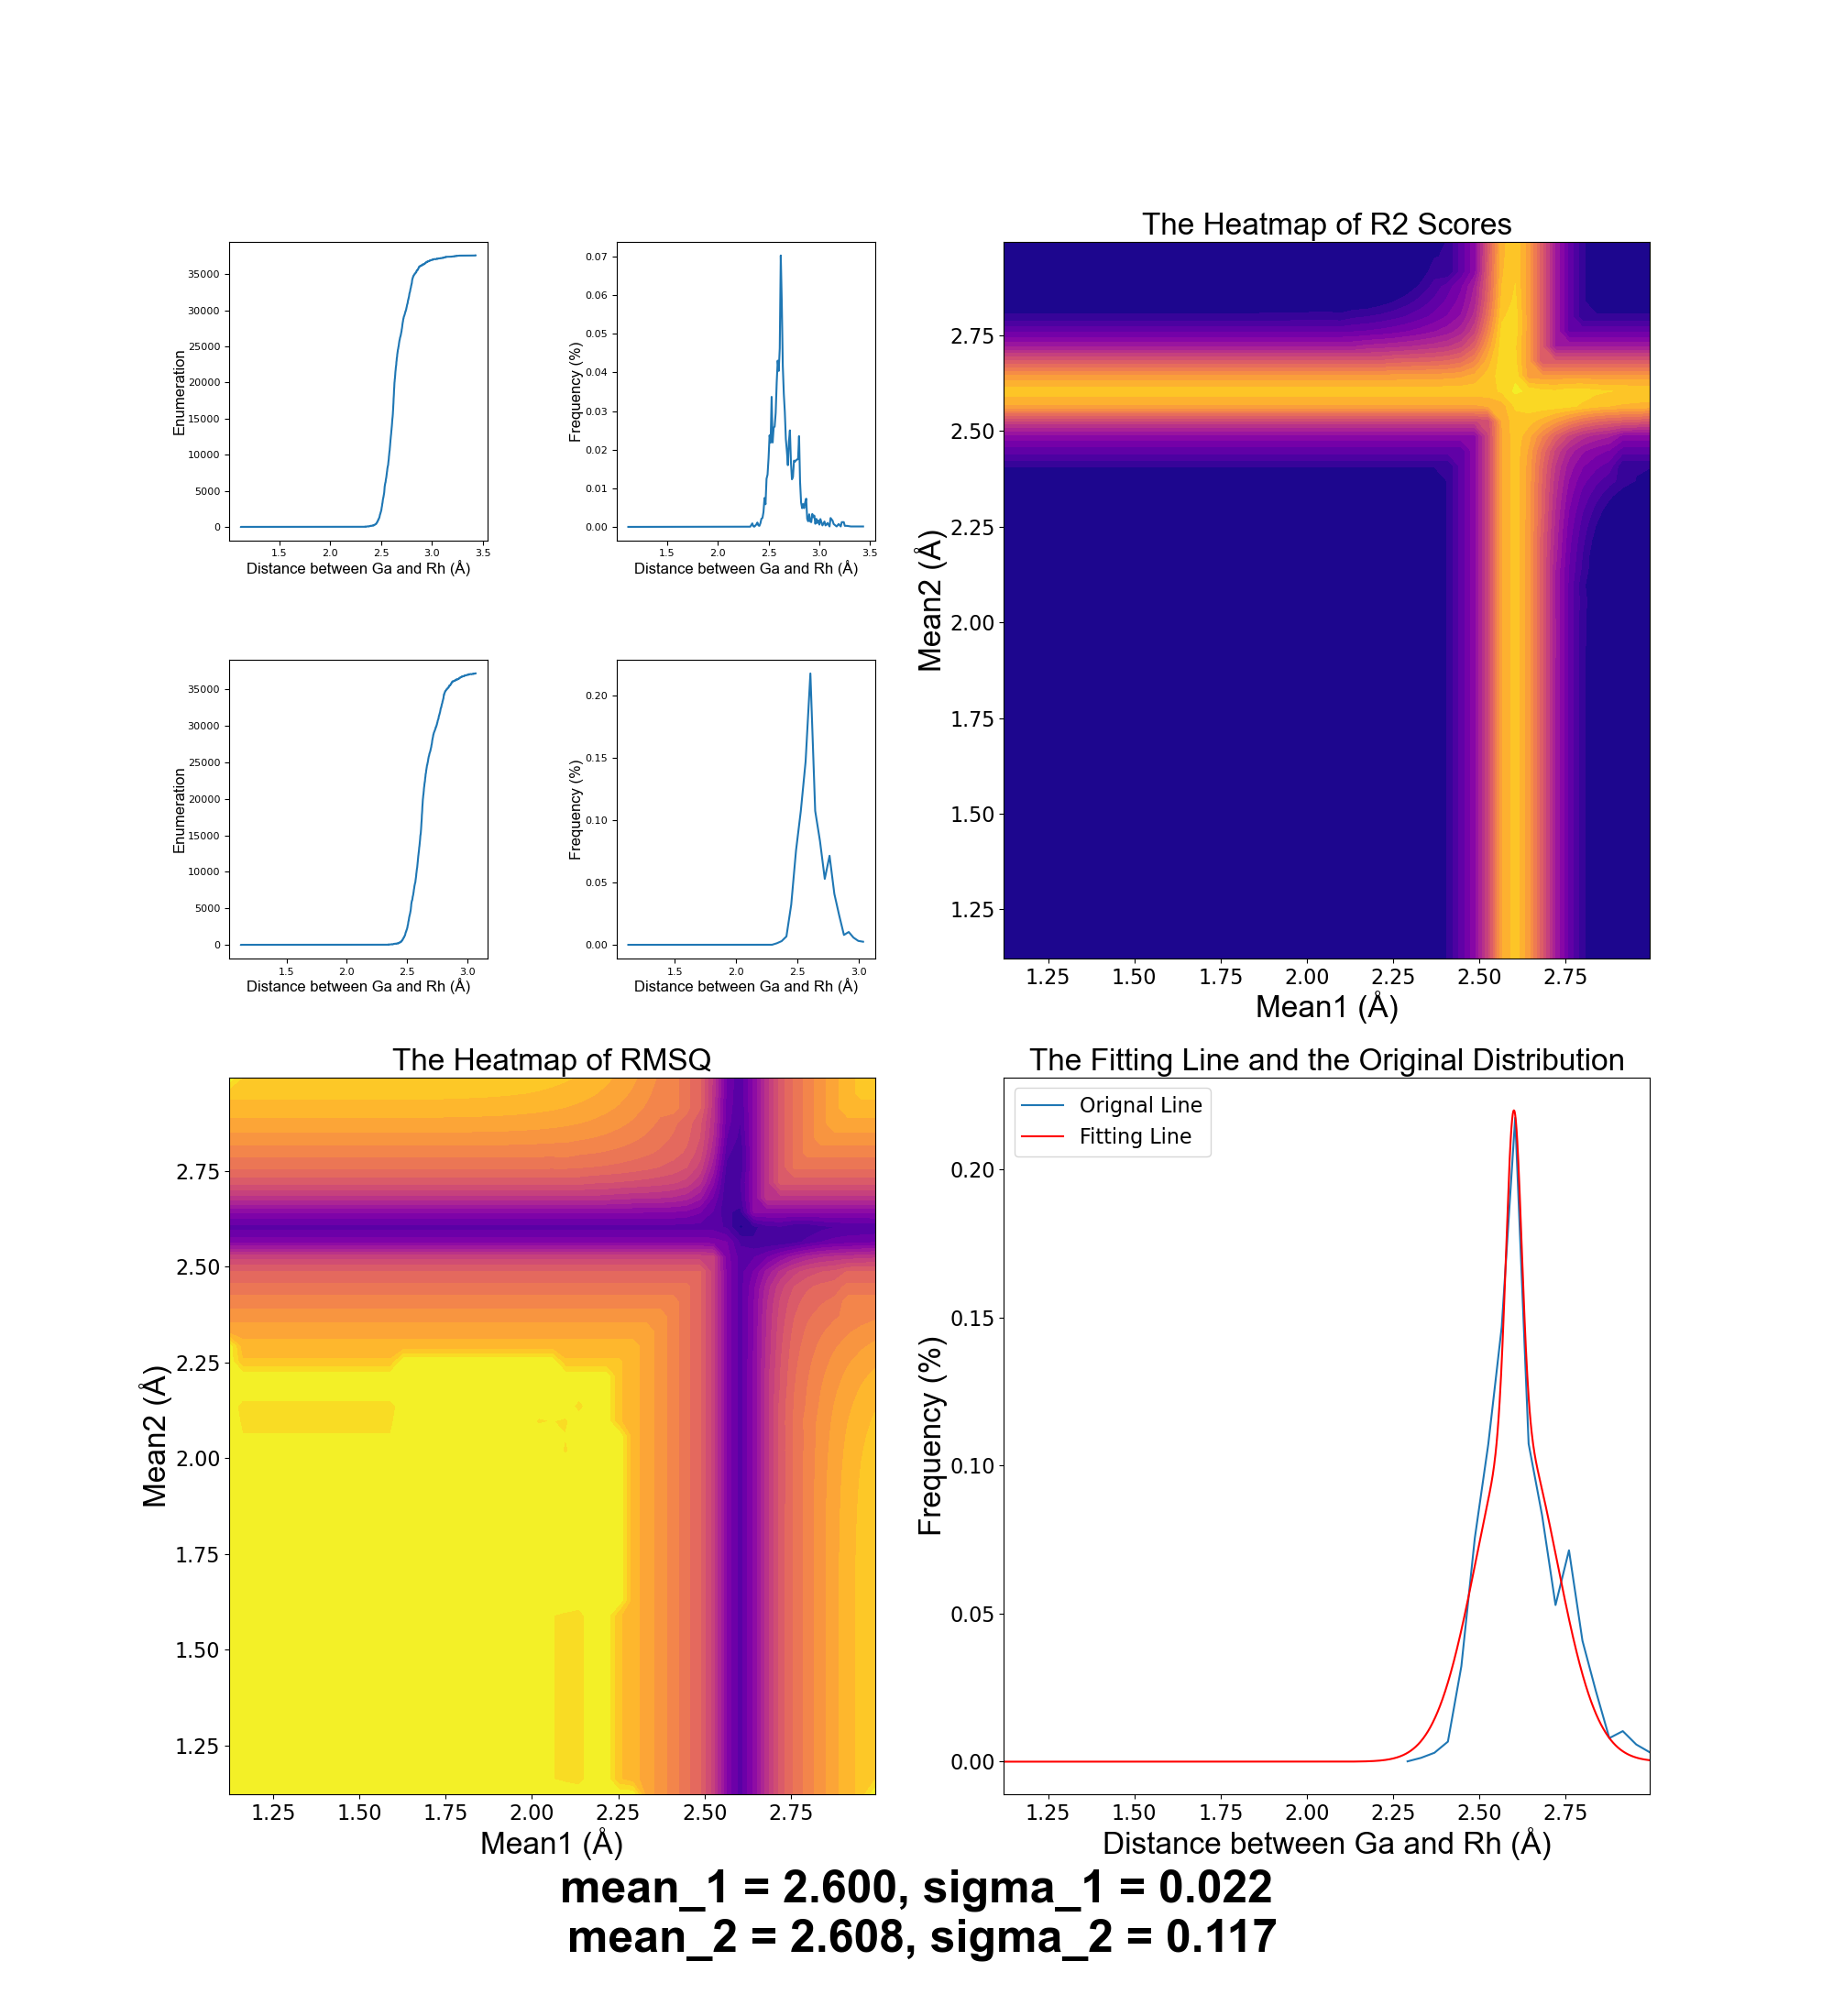 The Heatmap of R2 Scores
Enumeration
35000
30000
25000
20000
15000
10000
5000
0
1.5 2.0 2.5 3.0 3.5
Distance between Ga and Rh (Å)
Frequency (%)
0.07
0.06
0.05
0.04
0.03
0.02
0.01
0.00
1.5 2.0 2.5 3.0 3.5
Distance between Ga and Rh (Å)
Mean2 (Å)
2.75
2.50
2.25
2.00
1.75
1.50
1.25
1.25 1.50 1.75 2.00 2.25 2.50 2.75
Mean1 (Å)
Enumeration
35000
30000
25000
20000
15000
10000
5000
0
1.5 2.0 2.5 3.0
Distance between Ga and Rh (Å)
Frequency (%)
0.20
0.15
0.10
0.05
0.00
1.5 2.0 2.5 3.0
Distance between Ga and Rh (Å)
The Heatmap of RMSQ
Mean2 (Å)
2.75
2.50
2.25
2.00
1.75
1.50
1.25
1.25 1.50 1.75 2.00 2.25 2.50 2.75
Mean1 (Å)
The Fitting Line and the Original Distribution
Orignal Line
Fitting Line
Frequency (%)
0.20
0.15
0.10
0.05
0.00
1.25 1.50 1.75 2.00 2.25 2.50 2.75
Distance between Ga and Rh (Å)
mean_1 = 2.600, sigma_1 = 0.022
mean_2 = 2.608, sigma_2 = 0.117